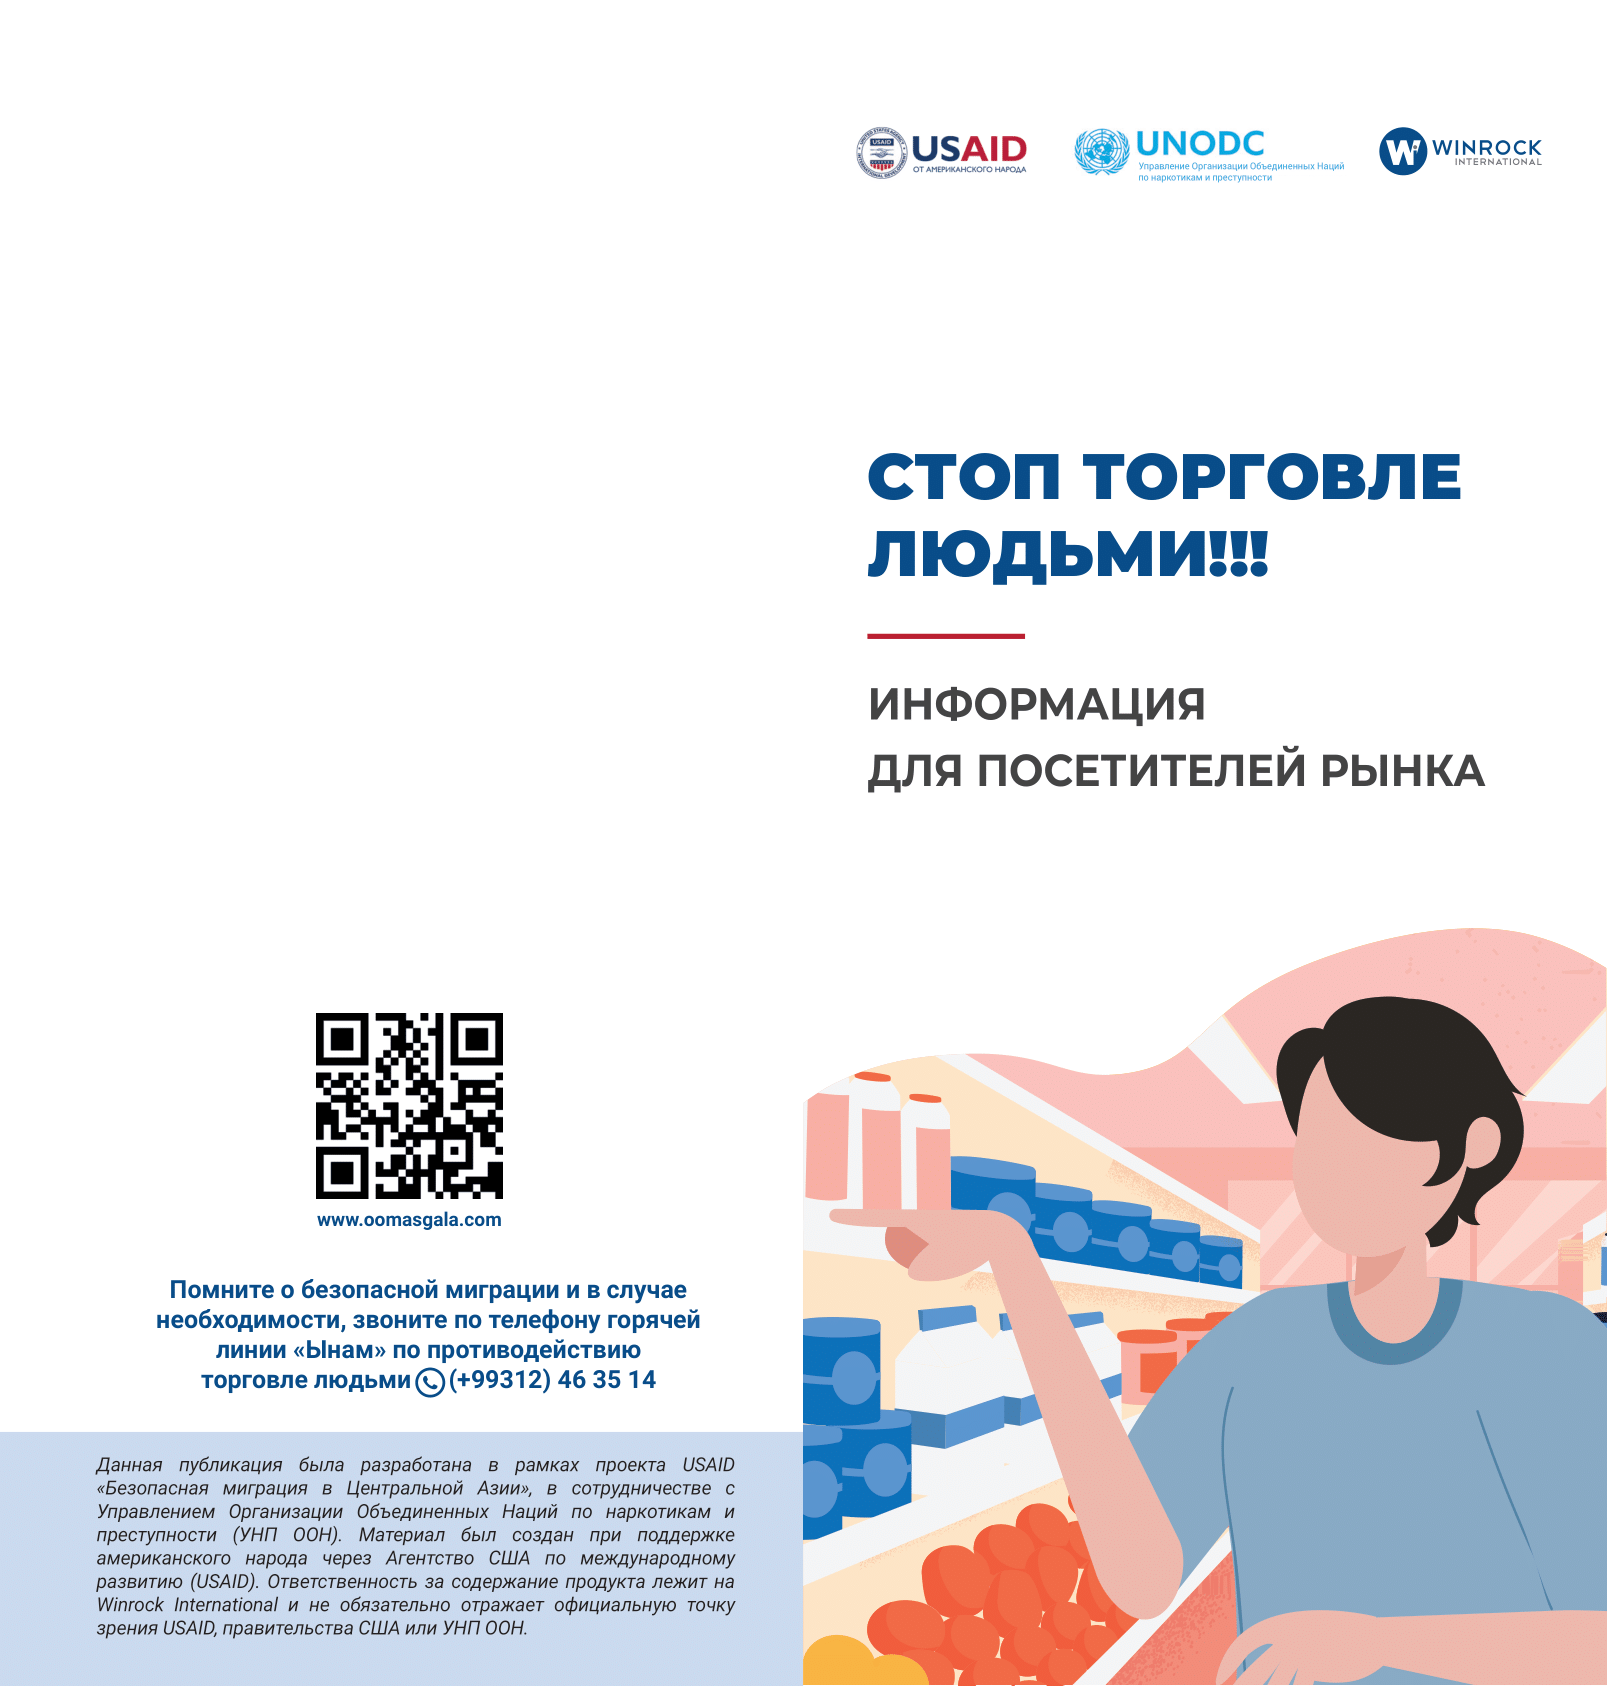 USAID
ОТ АМЕРИКАНСКОГО НАРОДА
UNODC
Управление Организации Объединенных Наций
по наркотикам и преступности
WINROCK
INTERNATIONAL
СТОП ТОРГОВЛЕ
ЛЮДЬМИ!!!
ИНФОРМАЦИЯ
ДЛЯ ПОСЕТИТЕЛЕЙ РЫНКА
www.oomasgala.com
Помните о безопасной миграции и в случае
необходимости, звоните по телефону горячей
линии «Ынам» по противодействию
торговле людьми (+99312) 46 35 14
Данная публикация была разработана в рамках проекта USAID
«Безопасная миграция в Центральной Азии», в сотрудничестве с
Управлением Организации Объединенных Наций по наркотикам и
преступности (УНП ООН). Материал был создан при поддержке
американского народа через Агентство США по международному
развитию (USAID). Ответственность за содержание продукта лежит на
Winrock International и не обязательно отражает официальную точку
зрения USAID, правительства США или УНП ООН.